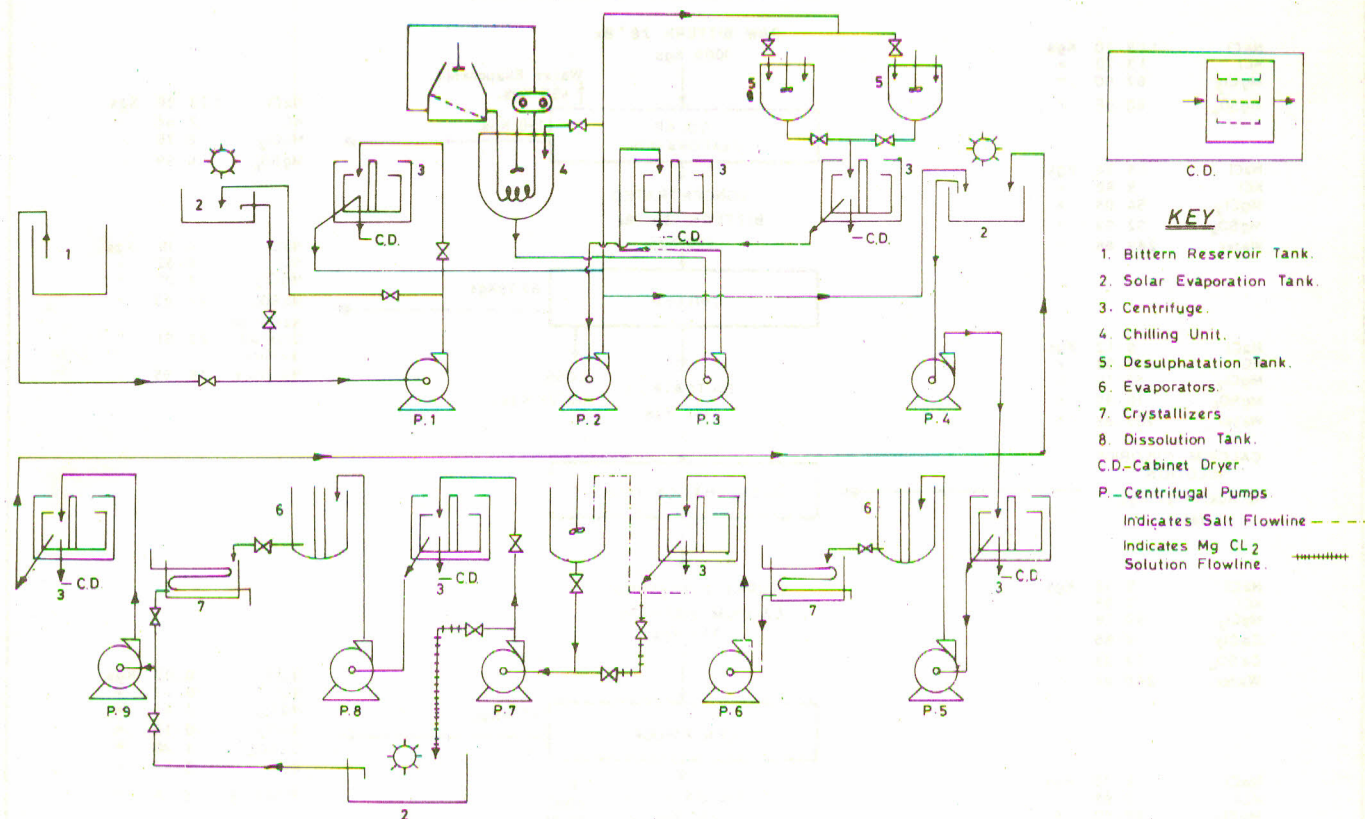 5
5
3
4
3
3
2
1
2
C.D.
C.D.
C.D.
C.D.
P.1
P.2
P.3
P.4
KEY
1. Bittern Reservoir Tank.
2. Solar Evaporation Tank.
3. Centrifuge.
4. Chilling Unit.
5. Desulphatation Tank.
6. Evaporators.
7. Crystallizers
8. Dissolution Tank.
C.D.-Cabinet Dryer.
P.-Centrifugal Pumps.
Indicates Salt Flowline
Indicates Mg CL2
Solution Flowline.
6
6
3
3 C.D.
7
C.D.
3
7
3 C.D.
P.9
P.8
P.7
P.6
P.5
2